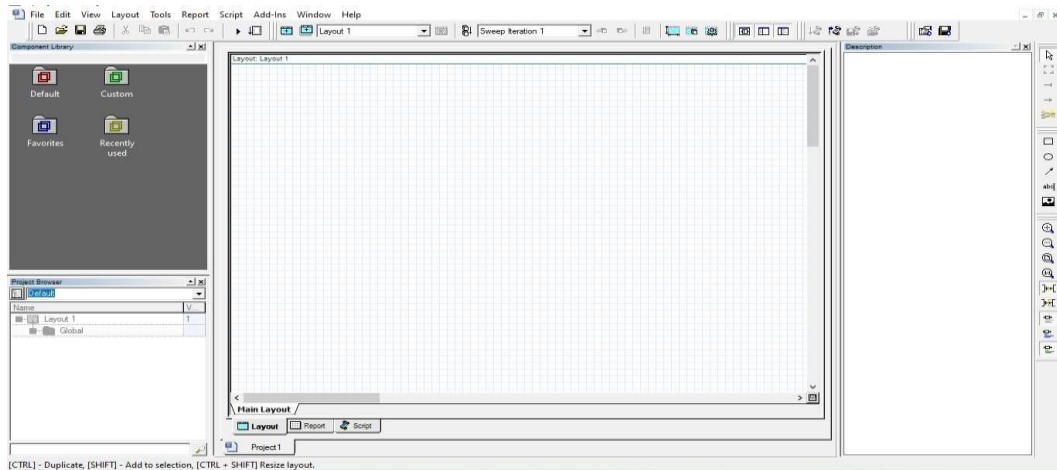 File Edit View Layout Tools Report Script Add-Ins Window Help
Layout 1
Sweep Iteration 1
Component Library
Default
Custom
Favorites
Recently used
Project Browser
Default
Name V...
Layout 1 1
Global
Layout: Layout 1
Main Layout
Layout Report Script
Project1
Description
abc
[CTRL] - Duplicate, [SHIFT] - Add to selection, [CTRL + SHIFT] Resize layout.